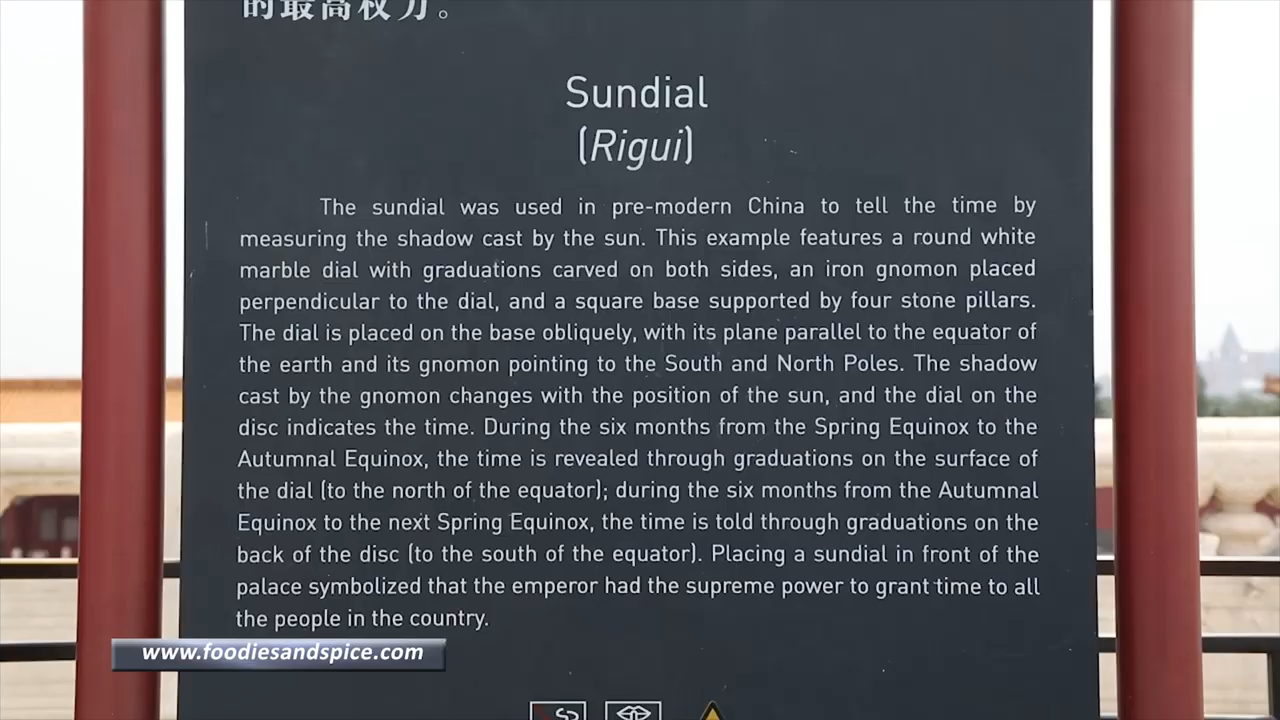 的最高权力。
Sundial
(Rigui)
The sundial was used in pre-modern China to tell the time by
measuring the shadow cast by the sun. This example features a round white
marble dial with graduations carved on both sides, an iron gnomon placed
perpendicular to the dial, and a square base supported by four stone pillars.
The dial is placed on the base obliquely, with its plane parallel to the equator of
the earth and its gnomon pointing to the South and North Poles. The shadow
cast by the gnomon changes with the position of the sun, and the dial on the
disc indicates the time. During the six months from the Spring Equinox to the
Autumnal Equinox, the time is revealed through graduations on the surface of
the dial (to the north of the equator); during the six months from the Autumnal
Equinox to the next Spring Equinox, the time is told through graduations on the
back of the disc (to the south of the equator). Placing a sundial in front of the
palace symbolized that the emperor had the supreme power to grant time to all
the people in the country.
www.foodiesandspice.com